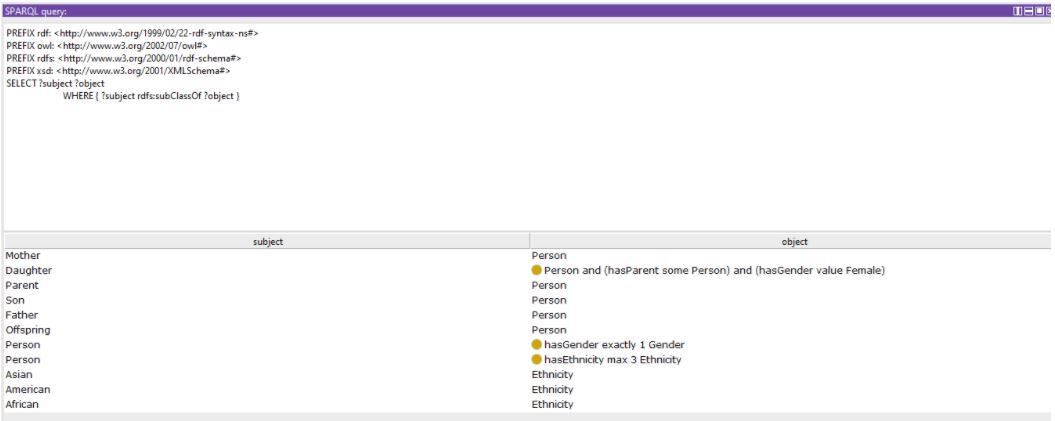 SPARQL query:
PREFIX rdf: <http://www.w3.org/1999/02/22-rdf-syntax-ns#>
PREFIX owl: <http://www.w3.org/2002/07/owl#>
PREFIX rdfs: <http://www.w3.org/2000/01/rdf-schema#>
PREFIX xsd: <http://www.w3.org/2001/XMLSchema#>
SELECT ?subject ?object
WHERE { ?subject rdfs:subClassOf ?object }
subject object
Mother Person
Daughter Person and (hasParent some Person) and (hasGender value Female)
Parent Person
Son Person
Father Person
Offspring Person
Person hasGender exactly 1 Gender
Person hasEthnicity max 3 Ethnicity
Asian Ethnicity
American Ethnicity
African Ethnicity